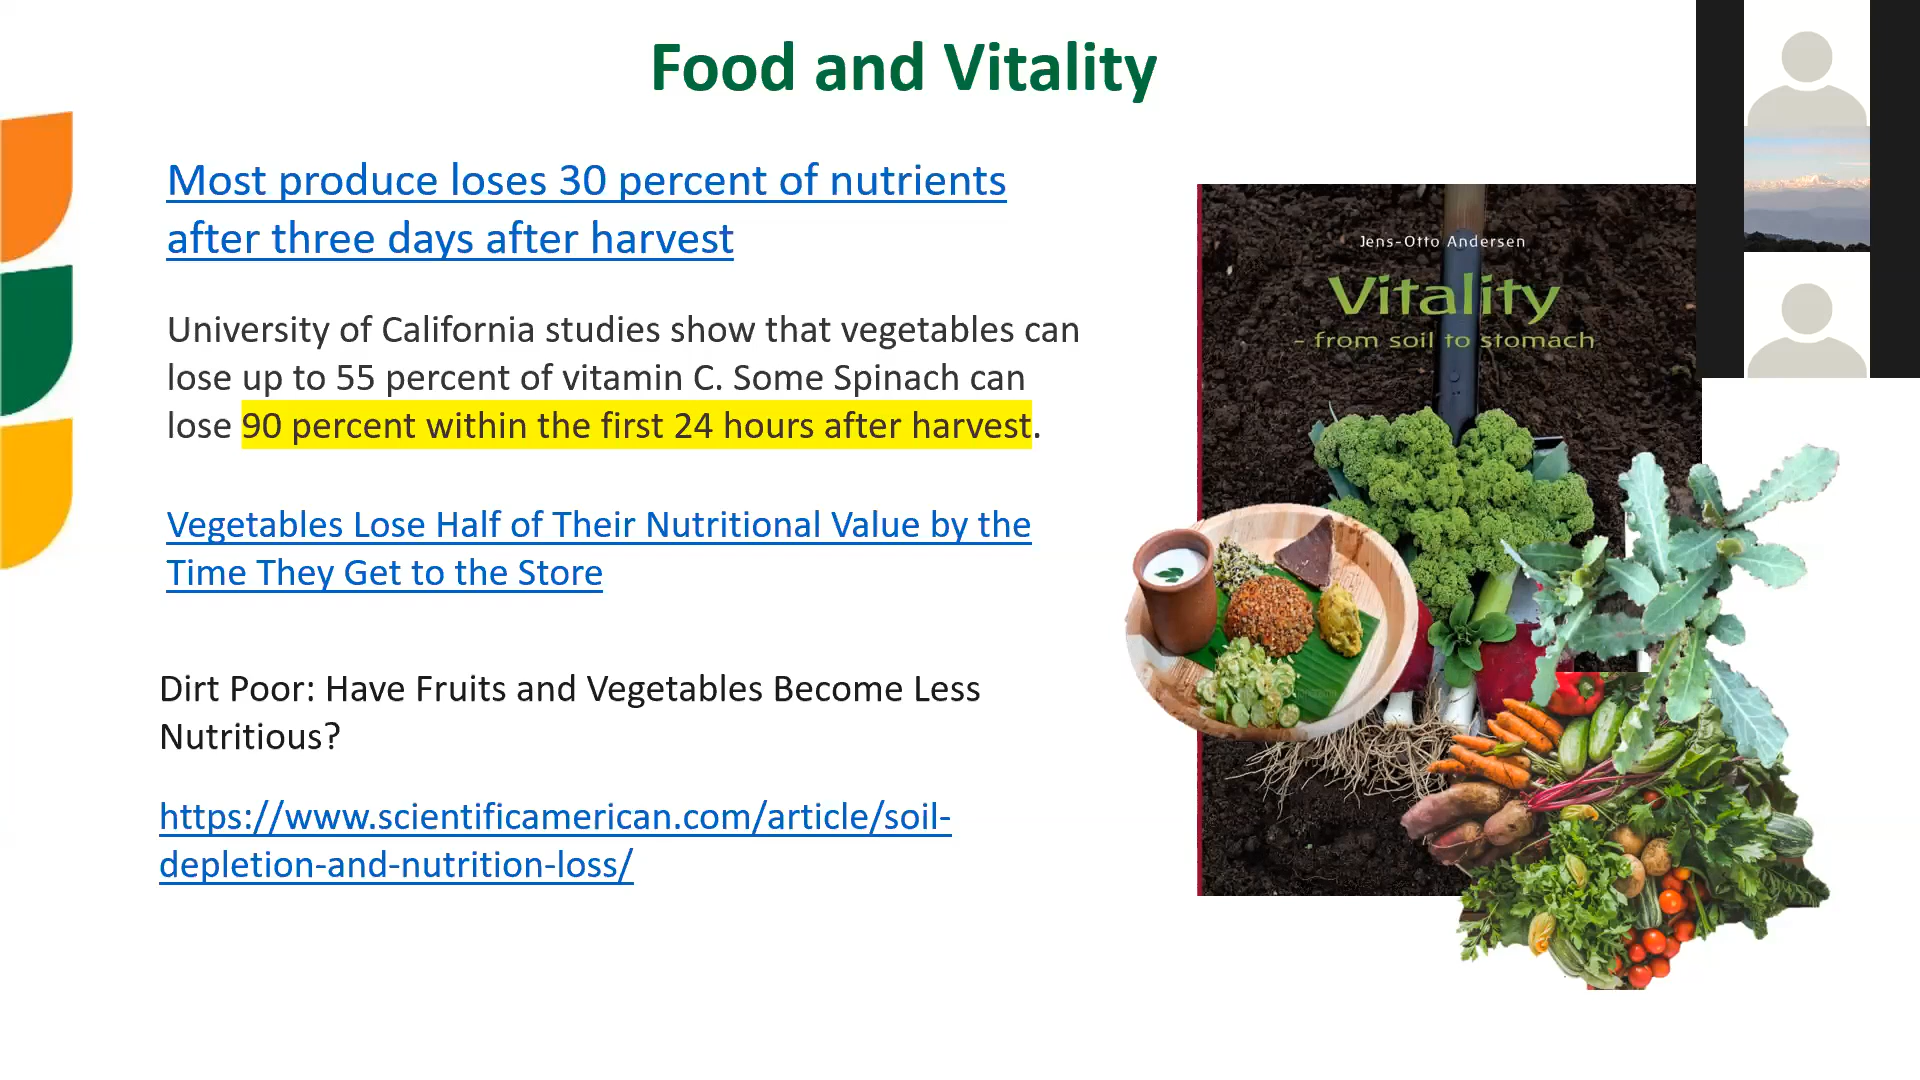 Food and Vitality
Most produce loses 30 percent of nutrients
after three days after harvest
University of California studies show that vegetables can
lose up to 55 percent of vitamin C. Some Spinach can
lose 90 percent within the first 24 hours after harvest.
Vegetables Lose Half of Their Nutritional Value by the
Time They Get to the Store
Dirt Poor: Have Fruits and Vegetables Become Less
Nutritious?
https://www.scientificamerican.com/article/soil-
depletion-and-nutrition-loss/
Jens-Otto Andersen
Vitality
- from soil to stomach